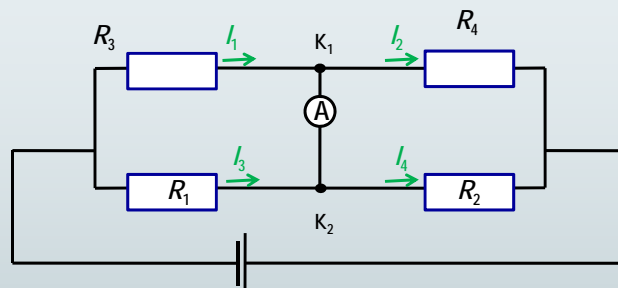 R₃ I₁ K₁ I₂ R₄
A
R₁ I₃ I₄ R₂
K₂